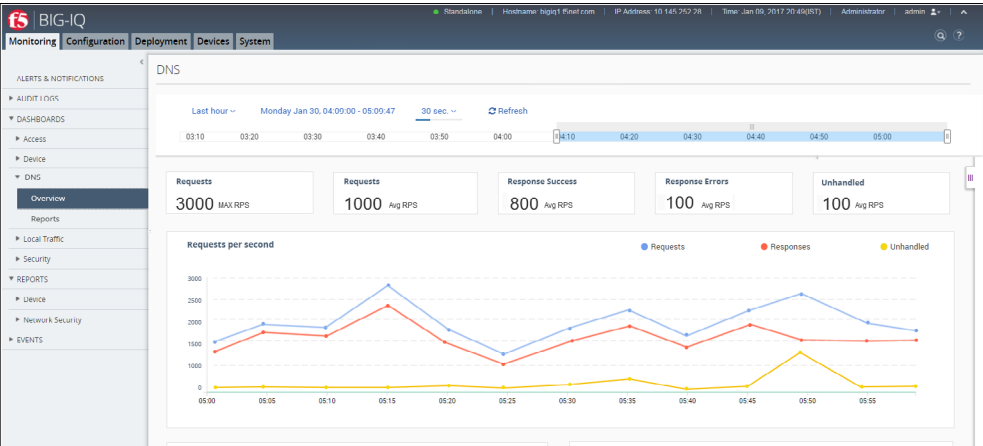 f5 BIG-IQ
Standalone | Hostname: bigiq1.f5net.com | IP Address: 10.145.252.28 | Time: Jan 09, 2017 20:49(IST) | Administrator | admin
Monitoring Configuration Deployment Devices System
ALERTS & NOTIFICATIONS
AUDIT LOGS
DASHBOARDS
Access
Device
DNS
Overview
Reports
Local Traffic
Security
REPORTS
Device
Network Security
EVENTS
DNS
Last hour Monday Jan 30, 04:09:00 - 05:09:47 30 sec. Refresh
03:10 03:20 03:30 03:40 03:50 04:00 04:10 04:20 04:30 04:40 04:50 05:00
Requests
3000 MAX RPS
Requests
1000 Avg RPS
Response Success
800 Avg RPS
Response Errors
100 Avg RPS
Unhandled
100 Avg RPS
Requests per second
Requests Responses Unhandled
3000
2500
2000
1500
1000
0
05:00 05:05 05:10 05:15 05:20 05:25 05:30 05:35 05:40 05:45 05:50 05:55